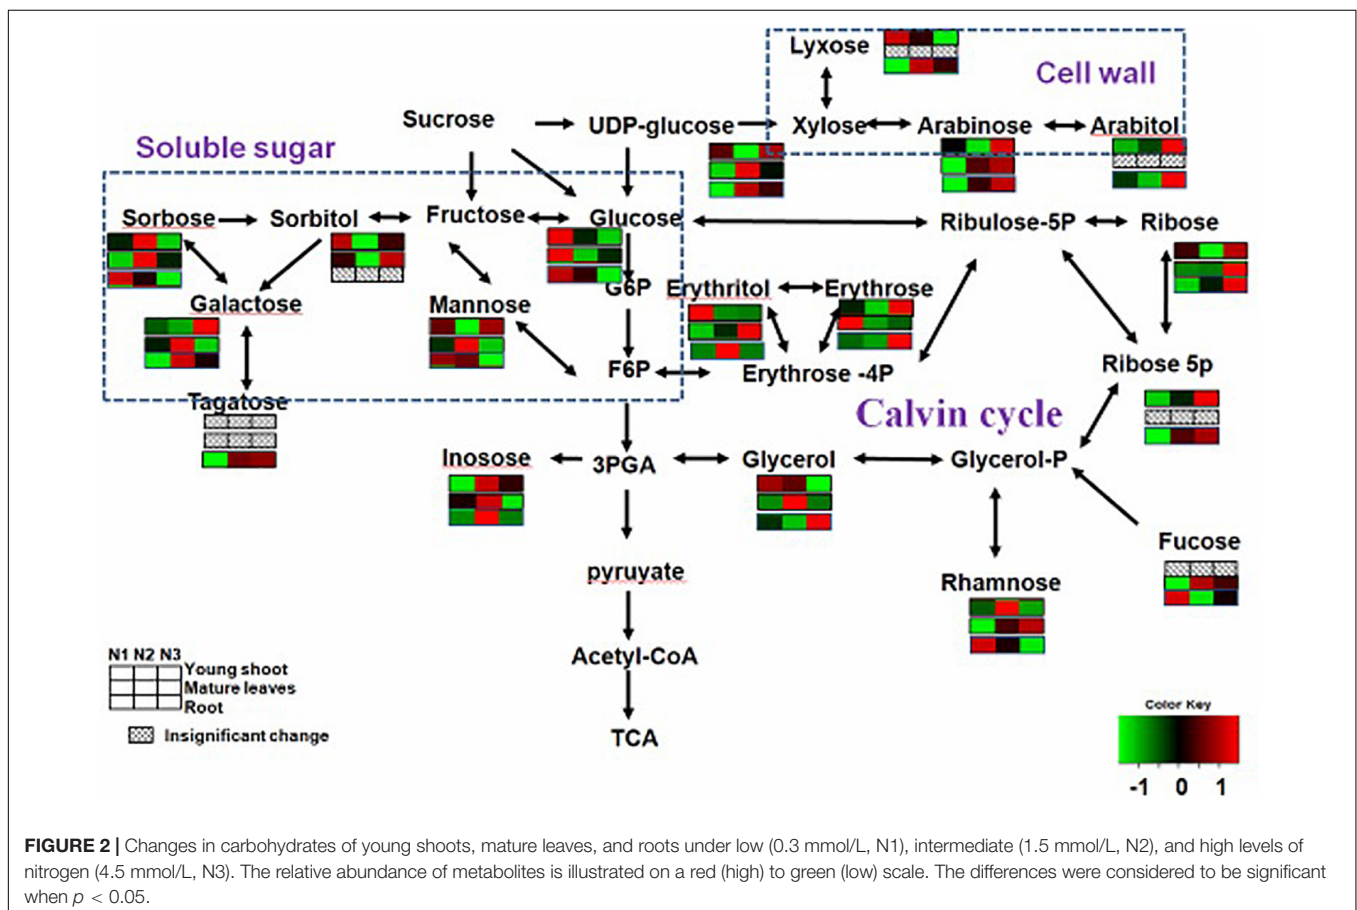 Lyxose
Cell wall
Sucrose
UDP-glucose
Xylose
Arabinose
Arabitol
Soluble sugar
Sorbose
Sorbitol
Fructose
Glucose
Ribulose-5P
Ribose
G6P
Erythritol
Erythrose
Galactose
Mannose
F6P
Erythrose -4P
Ribose 5p
Tagatose
Calvin cycle
Inosose
3PGA
Glycerol
Glycerol-P
Fucose
pyruyate
Rhamnose
Acetyl-CoA
N1 N2 N3
Young shoot
Mature leaves
Root
Insignificant change
TCA
Color Key
-1 0 1
FIGURE 2 | Changes in carbohydrates of young shoots, mature leaves, and roots under low (0.3 mmol/L, N1), intermediate (1.5 mmol/L, N2), and high levels of
nitrogen (4.5 mmol/L, N3). The relative abundance of metabolites is illustrated on a red (high) to green (low) scale. The differences were considered to be significant
when p < 0.05.